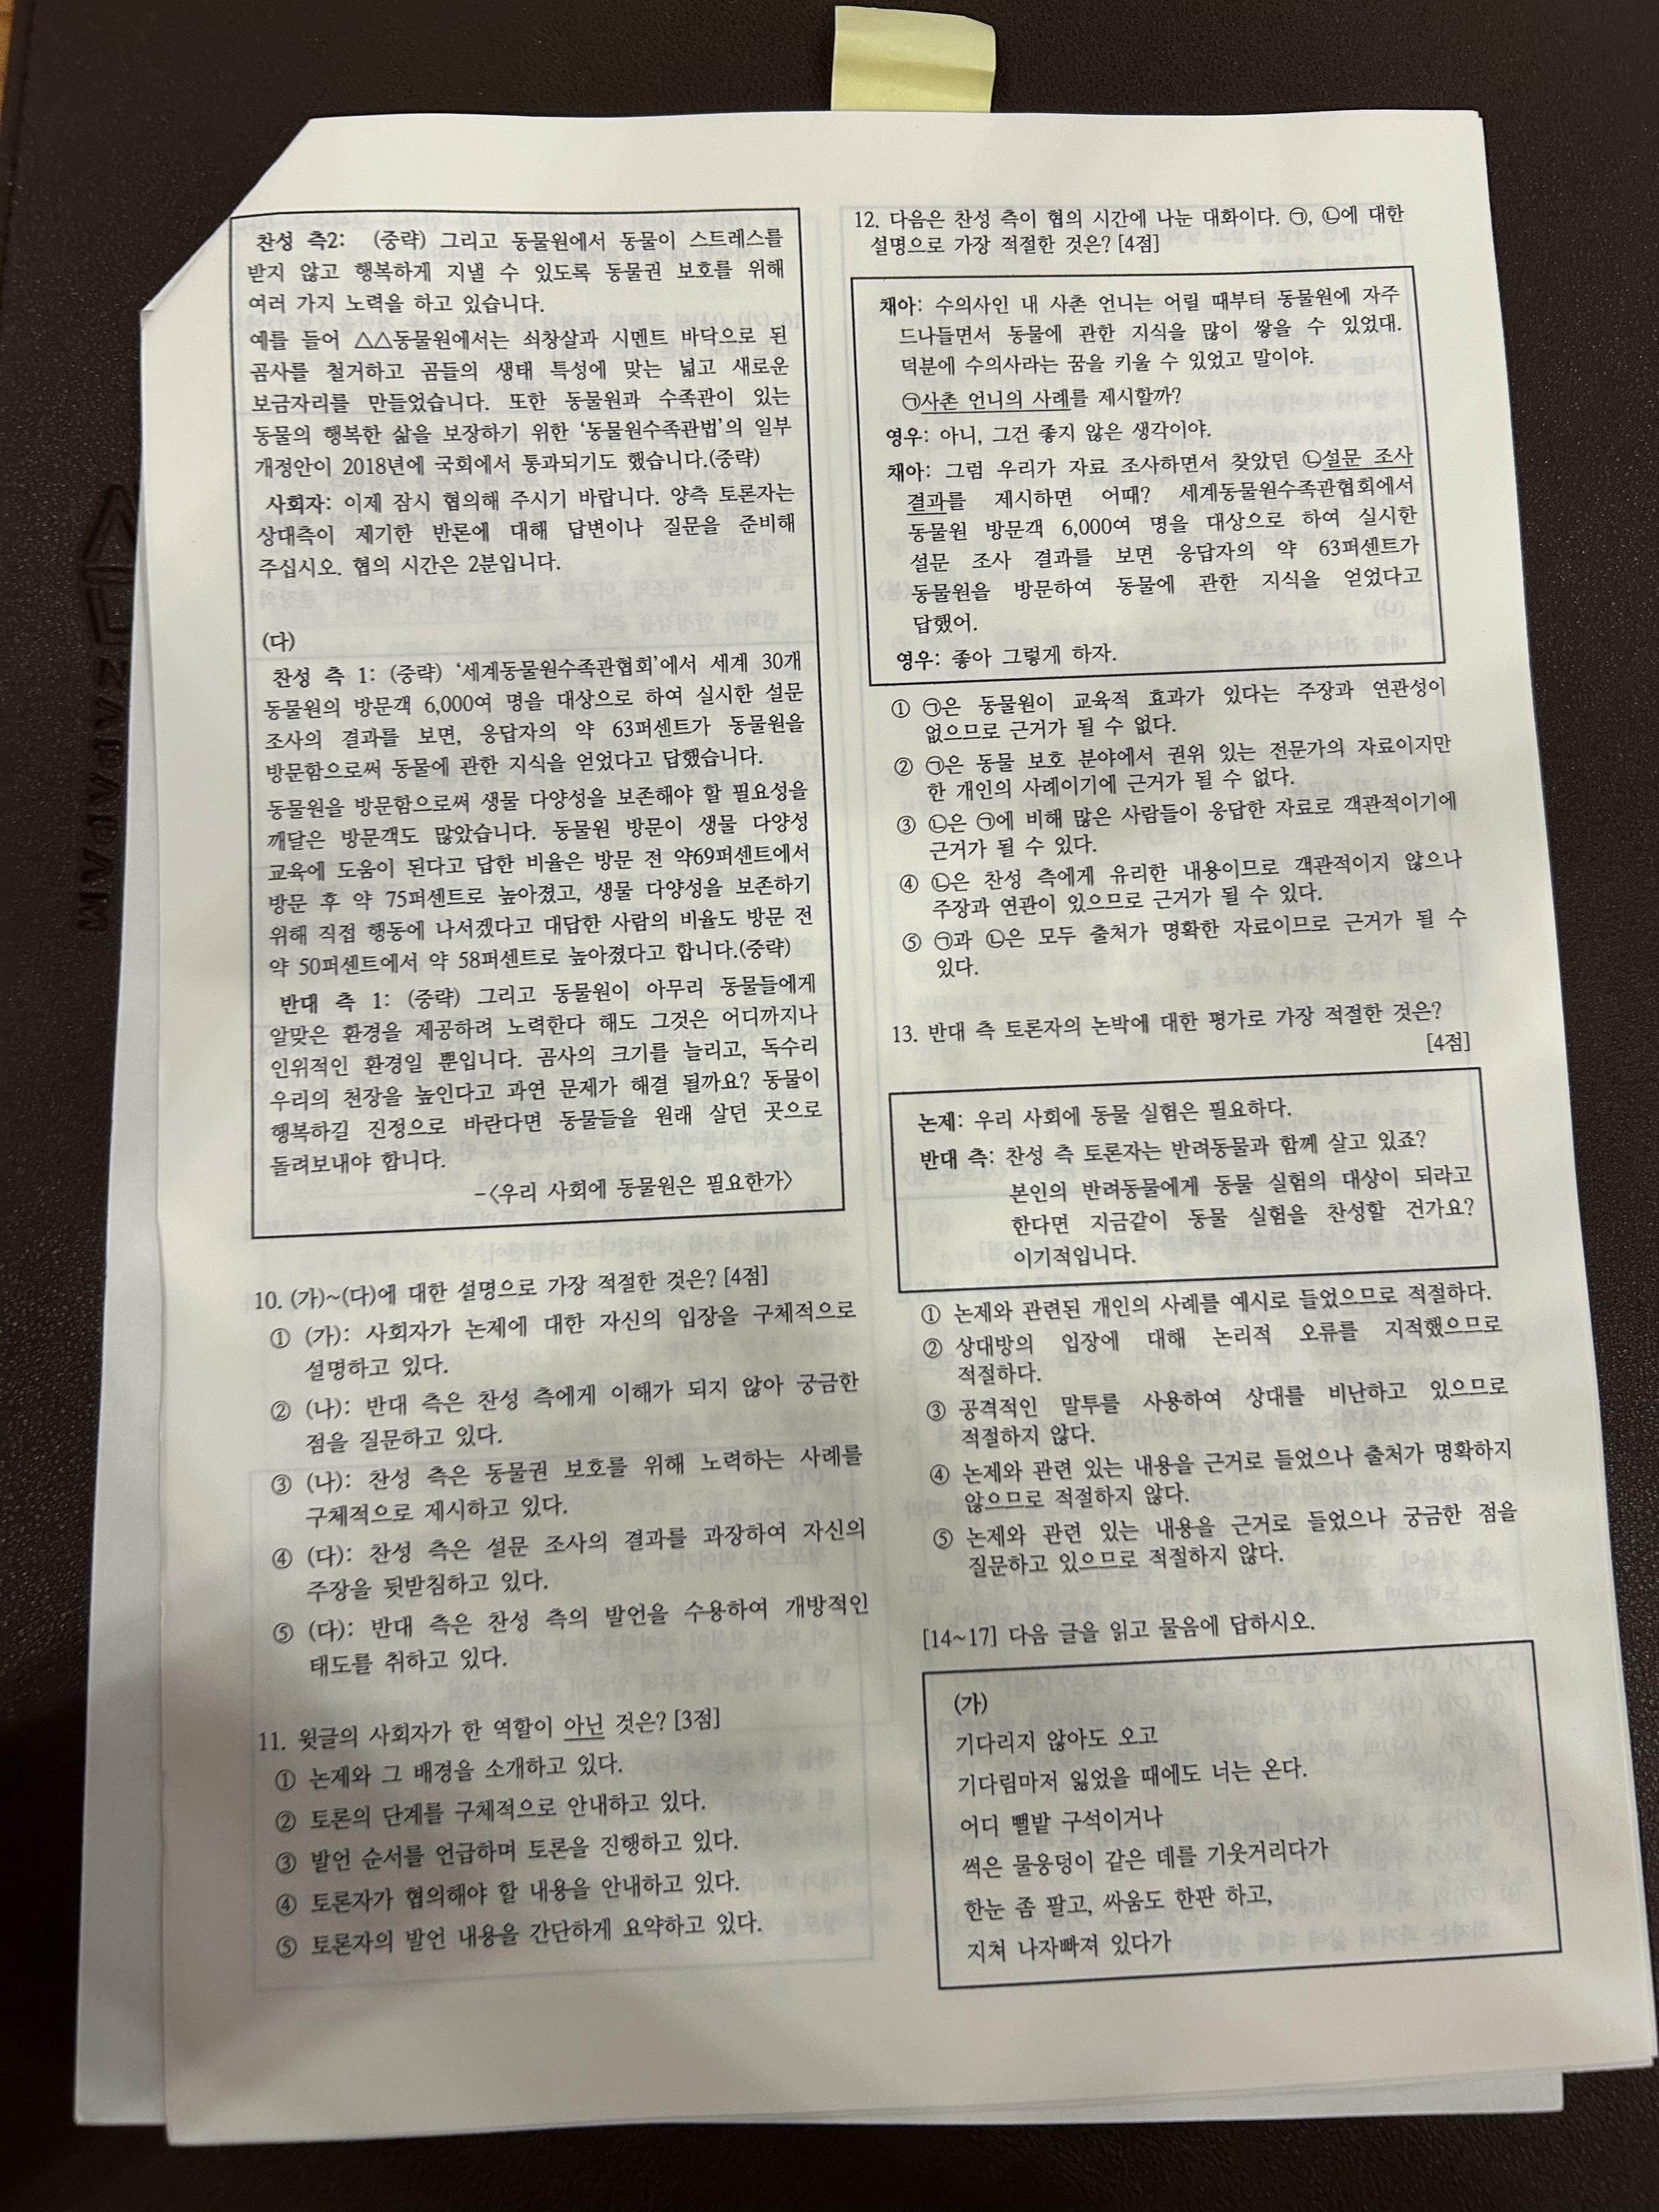 찬성 측2: (중략) 그리고 동물원에서 동물이 스트레스를
받지 않고 행복하게 지낼 수 있도록 동물권 보호를 위해
여러 가지 노력을 하고 있습니다.
예를 들어 △△동물원에서는 쇠창살과 시멘트 바닥으로 된
곰사를 철거하고 곰들의 생태 특성에 맞는 넓고 새로운
보금자리를 만들었습니다. 또한 동물원과 수족관이 있는
동물의 행복한 삶을 보장하기 위한 '동물원수족관법'의 일부
개정안이 2018년에 국회에서 통과되기도 했습니다.(중략)
사회자: 이제 잠시 협의해 주시기 바랍니다. 양측 토론자는
상대측이 제기한 반론에 대해 답변이나 질문을 준비해
주십시오. 협의 시간은 2분입니다.
(다)
찬성 측 1: (중략) '세계동물원수족관협회'에서 세계 30개
동물원의 방문객 6,000여 명을 대상으로 하여 실시한 설문
조사의 결과를 보면, 응답자의 약 63퍼센트가 동물원을
방문함으로써 동물에 관한 지식을 얻었다고 답했습니다.
동물원을 방문함으로써 생물 다양성을 보존해야 할 필요성을
깨달은 방문객도 많았습니다. 동물원 방문이 생물 다양성
교육에 도움이 된다고 답한 비율은 방문 전 약69퍼센트에서
방문 후 약 75퍼센트로 높아졌고, 생물 다양성을 보존하기
위해 직접 행동에 나서겠다고 대답한 사람의 비율도 방문 전
약 50퍼센트에서 약 58퍼센트로 높아졌다고 합니다.(중략)
반대 측 1: (중략) 그리고 동물원이 아무리 동물들에게
알맞은 환경을 제공하려 노력한다 해도 그것은 어디까지나
인위적인 환경일 뿐입니다. 곰사의 크기를 늘리고, 독수리
우리의 천장을 높인다고 과연 문제가 해결 될까요? 동물이
행복하길 진정으로 바란다면 동물들을 원래 살던 곳으로
돌려보내야 합니다.
-<우리 사회에 동물원은 필요한가>
10. (가)~(다)에 대한 설명으로 가장 적절한 것은? [4점]
① (가): 사회자가 논제에 대한 자신의 입장을 구체적으로
설명하고 있다.
② (나): 반대 측은 찬성 측에게 이해가 되지 않아 궁금한
점을 질문하고 있다.
③ (나): 찬성 측은 동물권 보호를 위해 노력하는 사례를
구체적으로 제시하고 있다.
④ (다): 찬성 측은 설문 조사의 결과를 과장하여 자신의
주장을 뒷받침하고 있다.
⑤ (다): 반대 측은 찬성 측의 발언을 수용하여 개방적인
태도를 취하고 있다.
11. 윗글의 사회자가 한 역할이 아닌 것은? [3점]
① 논제와 그 배경을 소개하고 있다.
② 토론의 단계를 구체적으로 안내하고 있다.
③ 발언 순서를 언급하며 토론을 진행하고 있다.
④ 토론자가 협의해야 할 내용을 안내하고 있다.
⑤ 토론자의 발언 내용을 간단하게 요약하고 있다.
12. 다음은 찬성 측이 협의 시간에 나눈 대화이다. ㉠, ㉡에 대한
설명으로 가장 적절한 것은? [4점]
채아: 수의사인 내 사촌 언니는 어릴 때부터 동물원에 자주
드나들면서 동물에 관한 지식을 많이 쌓을 수 있었대.
덕분에 수의사라는 꿈을 키울 수 있었고 말이야.
㉠사촌 언니의 사례를 제시할까?
영우: 아니, 그건 좋지 않은 생각이야.
채아: 그럼 우리가 자료 조사하면서 찾았던 ㉡설문 조사
결과를 제시하면 어때? 세계동물원수족관협회에서
동물원 방문객 6,000여 명을 대상으로 하여 실시한
설문 조사 결과를 보면 응답자의 약 63퍼센트가
동물원을 방문하여 동물에 관한 지식을 얻었다고
답했어.
영우: 좋아 그렇게 하자.
① ㉠은 동물원이 교육적 효과가 있다는 주장과 연관성이
없으므로 근거가 될 수 없다.
② ㉠은 동물 보호 분야에서 권위 있는 전문가의 자료이지만
한 개인의 사례이기에 근거가 될 수 없다.
③ ㉡은 ㉠에 비해 많은 사람들이 응답한 자료로 객관적이기에
근거가 될 수 있다.
④ ㉡은 찬성 측에게 유리한 내용이므로 객관적이지 않으나
주장과 연관이 있으므로 근거가 될 수 있다.
⑤ ㉠과 ㉡은 모두 출처가 명확한 자료이므로 근거가 될 수
있다.
13. 반대 측 토론자의 논박에 대한 평가로 가장 적절한 것은?
[4점]
논제: 우리 사회에 동물 실험은 필요하다.
반대 측: 찬성 측 토론자는 반려동물과 함께 살고 있죠?
본인의 반려동물에게 동물 실험의 대상이 되라고
한다면 지금같이 동물 실험을 찬성할 건가요?
이기적입니다.
① 논제와 관련된 개인의 사례를 예시로 들었으므로 적절하다.
② 상대방의 입장에 대해 논리적 오류를 지적했으므로
적절하다.
③ 공격적인 말투를 사용하여 상대를 비난하고 있으므로
적절하지 않다.
④ 논제와 관련 있는 내용을 근거로 들었으나 출처가 명확하지
않으므로 적절하지 않다.
⑤ 논제와 관련 있는 내용을 근거로 들었으나 궁금한 점을
질문하고 있으므로 적절하지 않다.
[14~17] 다음 글을 읽고 물음에 답하시오.
(가)
기다리지 않아도 오고
기다림마저 잃었을 때에도 너는 온다.
어디 뻘밭 구석이거나
썩은 물웅덩이 같은 데를 기웃거리다가
한눈 좀 팔고, 싸움도 한판 하고,
지쳐 나자빠져 있다가